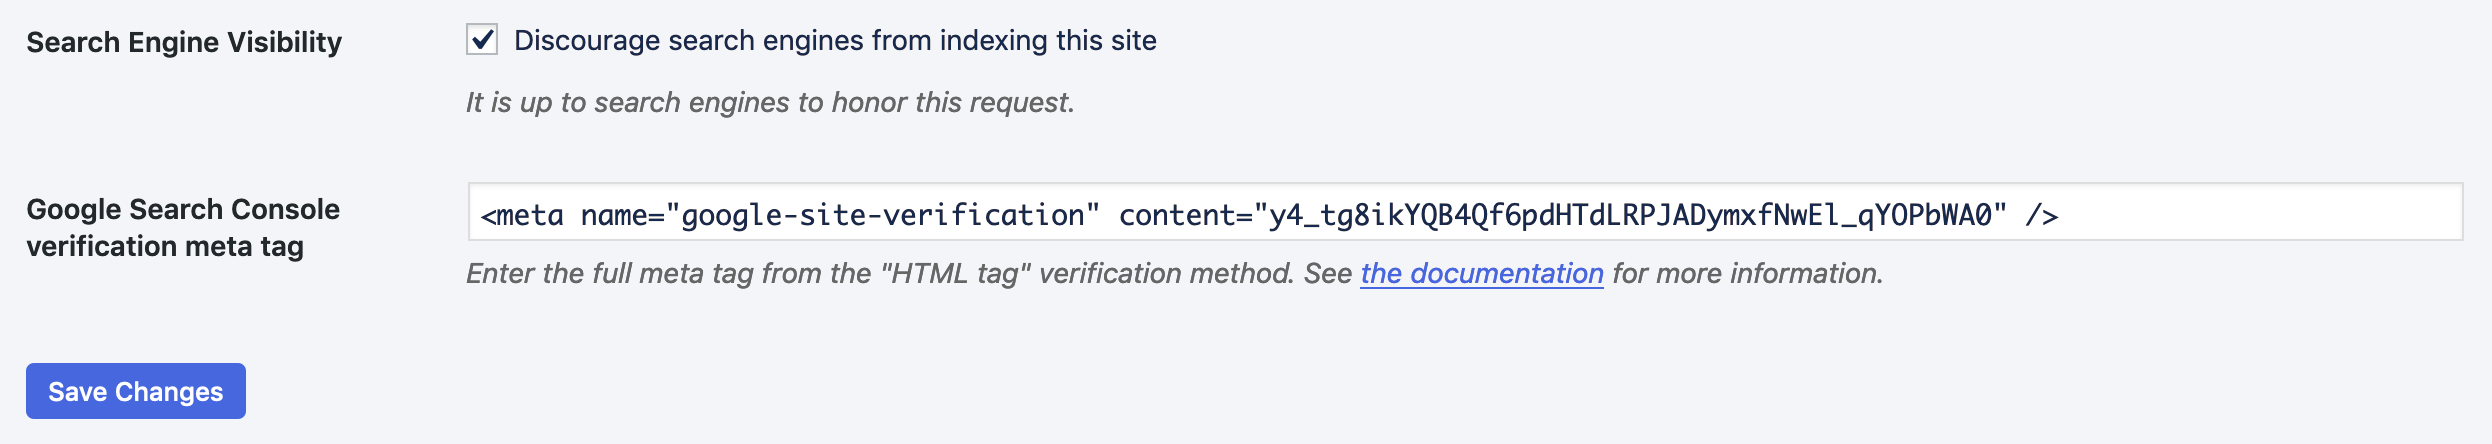 Search Engine Visibility
Discourage search engines from indexing this site
It is up to search engines to honor this request.
Google Search Console
verification meta tag
<meta name="google-site-verification" content="y4_tg8ikYQB4Qf6pdHTdLRPJADymxfNwEl_qYOPbWA0" />
Enter the full meta tag from the "HTML tag" verification method. See the documentation for more information.
Save Changes